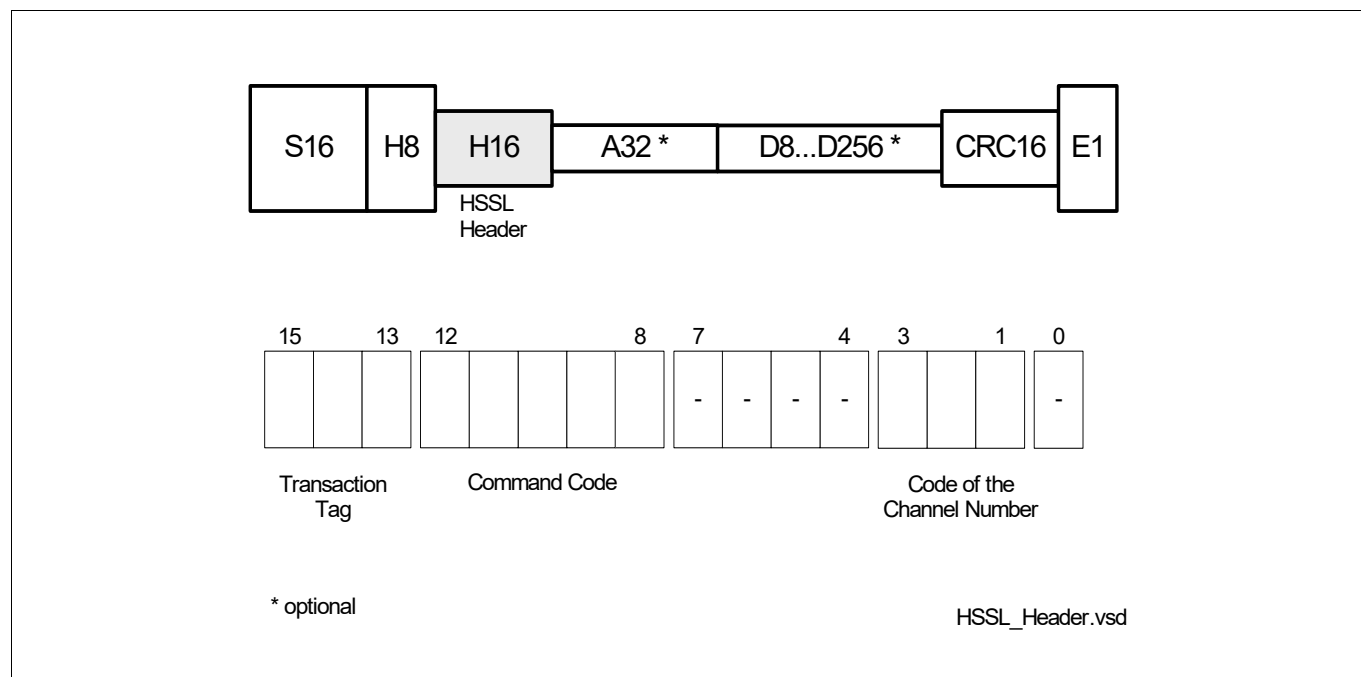 S16 H8 H16 A32 * D8...D256 * CRC16 E1
HSSL
Header
15 13 12 8 7 4 3 1 0
- - - - -
Transaction Command Code Code of the
Tag Channel Number
* optional
HSSL_Header.vsd